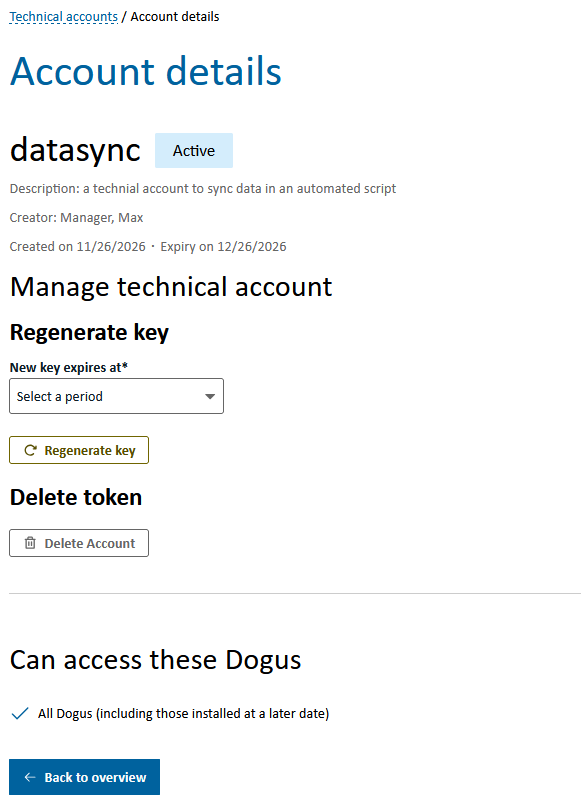 Technical accounts / Account details
Account details
datasync Active
Description: a technial account to sync data in an automated script
Creator: Manager, Max
Created on 11/26/2026 · Expiry on 12/26/2026
Manage technical account
Regenerate key
New key expires at*
Select a period
Regenerate key
Delete token
Delete Account
Can access these Dogus
All Dogus (including those installed at a later date)
Back to overview